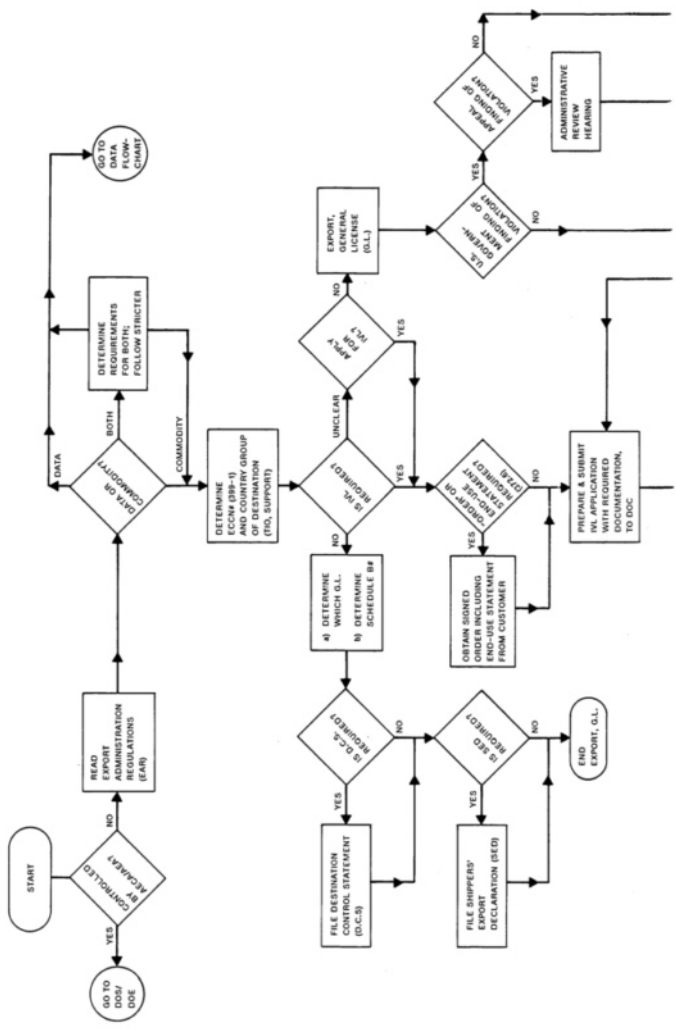 START
CONTROLLED
BY
AECA/AEA?
YES
NO
GO TO
DOS/
DOE
READ
EXPORT
ADMINISTRATION
REGULATIONS
(EAR)
DATA OR
COMMODITY?
DATA
BOTH
COMMODITY
DETERMINE
REQUIREMENTS
FOR BOTH;
FOLLOW STRICTER
GO TO
DATA
FLOW-
CHART
DETERMINE
ECCN# (399-1)
AND COUNTRY GROUP
OF DESTINATION
(TIO, SUPPORT)
IS IVL
REQUIRED?
NO
UNCLEAR
YES
a) DETERMINE
WHICH G.L.
b) DETERMINE
SCHEDULE B#
IS D.C.S.
REQUIRED?
YES
NO
FILE DESTINATION
CONTROL STATEMENT
(D.C.S)
IS SED
REQUIRED?
YES
NO
FILE SHIPPERS'
EXPORT
DECLARATION (SED)
END
EXPORT, G.L.
APPLY
FOR
IVL?
NO
YES
EXPORT,
GENERAL
LICENSE
(G.L.)
"ORDER" OR
END-USE
STATEMENT
REQUIRED?
YES
NO
OBTAIN SIGNED
ORDER INCLUDING
END-USE STATEMENT
FROM CUSTOMER
PREPARE & SUBMIT
IVL APPLICATION
WITH REQUIRED
DOCUMENTATION,
TO DOC
U.S.
GOVERN-
MENT
FINDING OF
VIOLATION?
YES
NO
APPEAL
FINDING OF
VIOLATION?
NO
YES
ADMINISTRATIVE
REVIEW
HEARING